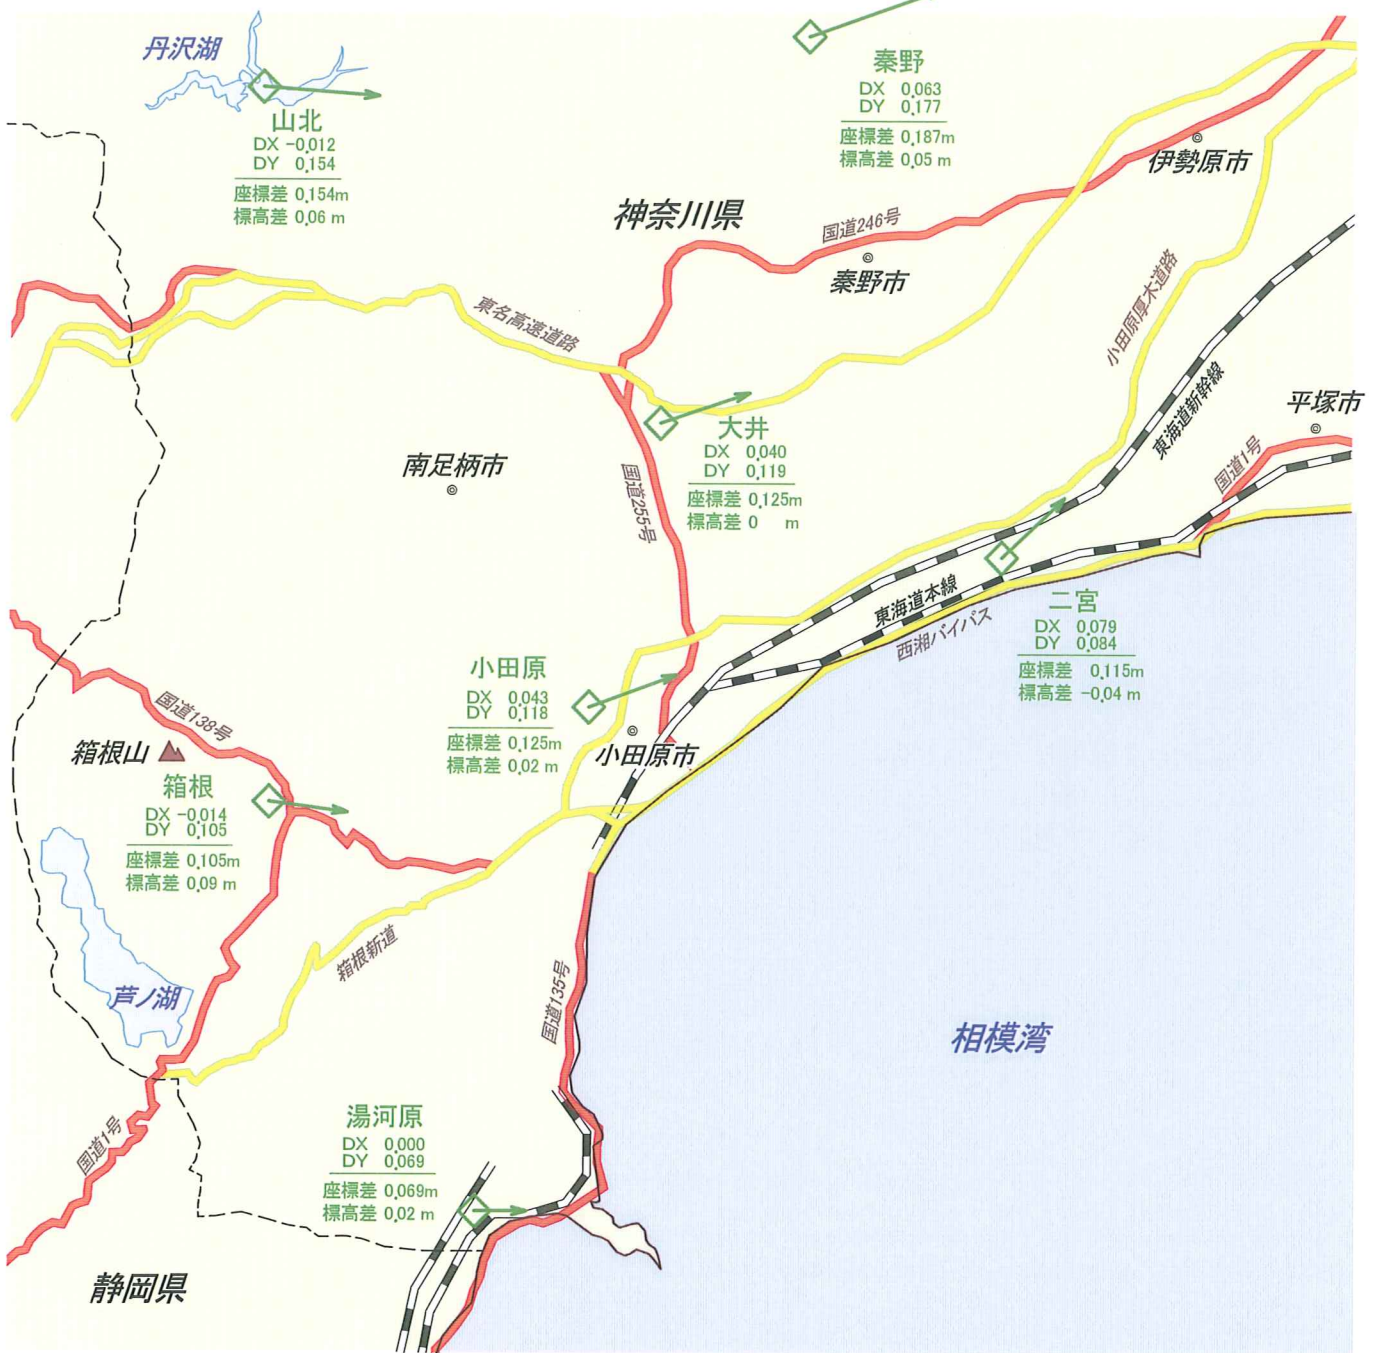 丹沢湖
秦野
DX 0.063
DY 0.177
座標差 0.187m
標高差 0.05 m
山北
DX -0.012
DY 0.154
座標差 0.154m
標高差 0.06 m
伊勢原市
神奈川県
国道246号
秦野市
小田原厚木道路
東名高速道路
東海道新幹線
平塚市
大井
DX 0.040
DY 0.119
座標差 0.125m
標高差 0 m
南足柄市
国道255号
国道1号
東海道本線
西湘バイパス
二宮
DX 0.079
DY 0.084
座標差 0.115m
標高差 -0.04 m
小田原
DX 0.043
DY 0.118
座標差 0.125m
標高差 0.02 m
小田原市
国道138号
箱根山
箱根
DX -0.014
DY 0.105
座標差 0.105m
標高差 0.09 m
箱根新道
芦ノ湖
国道135号
相模湾
国道1号
湯河原
DX 0.000
DY 0.069
座標差 0.069m
標高差 0.02 m
静岡県